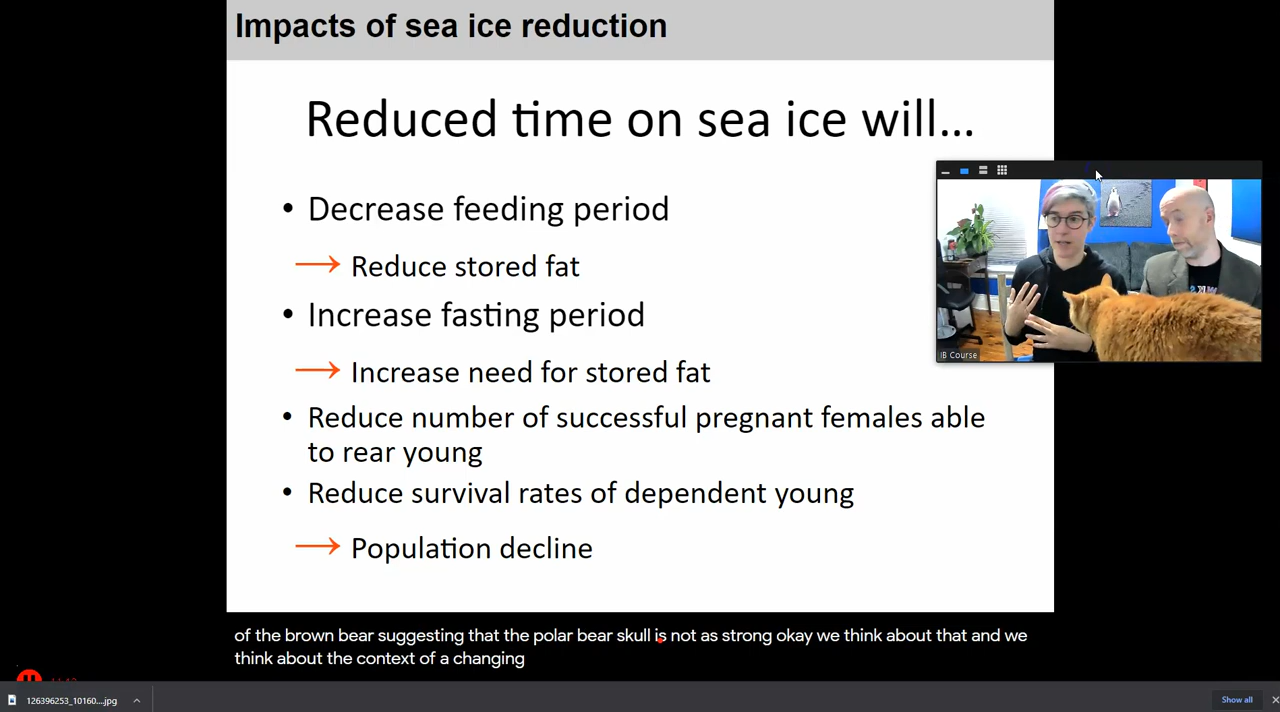 Impacts of sea ice reduction
Reduced time on sea ice will...
• Decrease feeding period
→ Reduce stored fat
• Increase fasting period
→ Increase need for stored fat
• Reduce number of successful pregnant females able
to rear young
• Reduce survival rates of dependent young
→ Population decline
IB Course
of the brown bear suggesting that the polar bear skull is not as strong okay we think about that and we
think about the context of a changing
126396253_10160....jpg
Show all